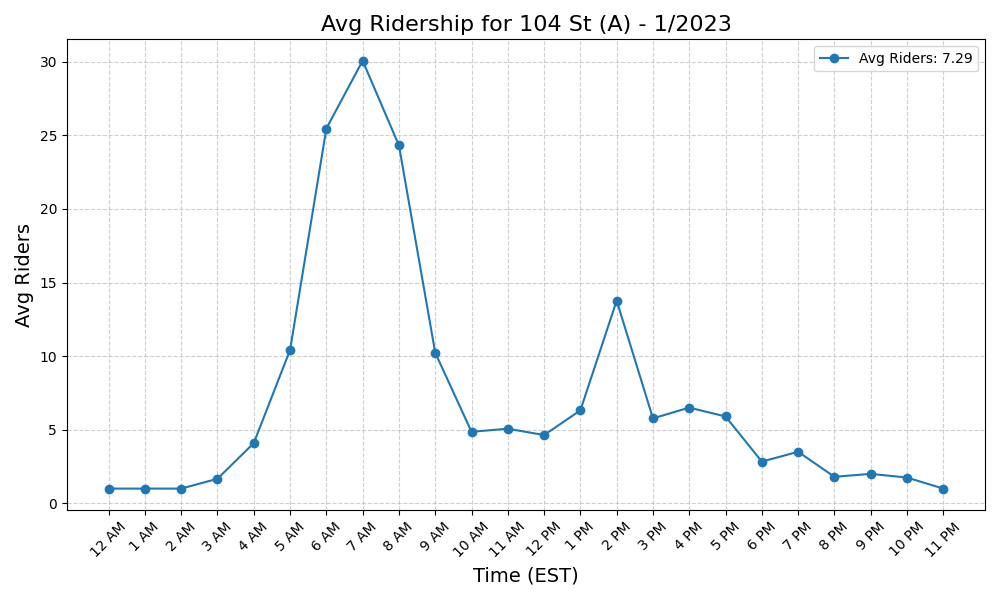 Avg Ridership for 104 St (A) - 1/2023
Avg Riders: 7.29
Avg Riders
30
25
20
15
10
5
0
12 AM
1 AM
2 AM
3 AM
4 AM
5 AM
6 AM
7 AM
8 AM
9 AM
10 AM
11 AM
12 PM
1 PM
2 PM
3 PM
4 PM
5 PM
6 PM
7 PM
8 PM
9 PM
10 PM
11 PM
Time (EST)